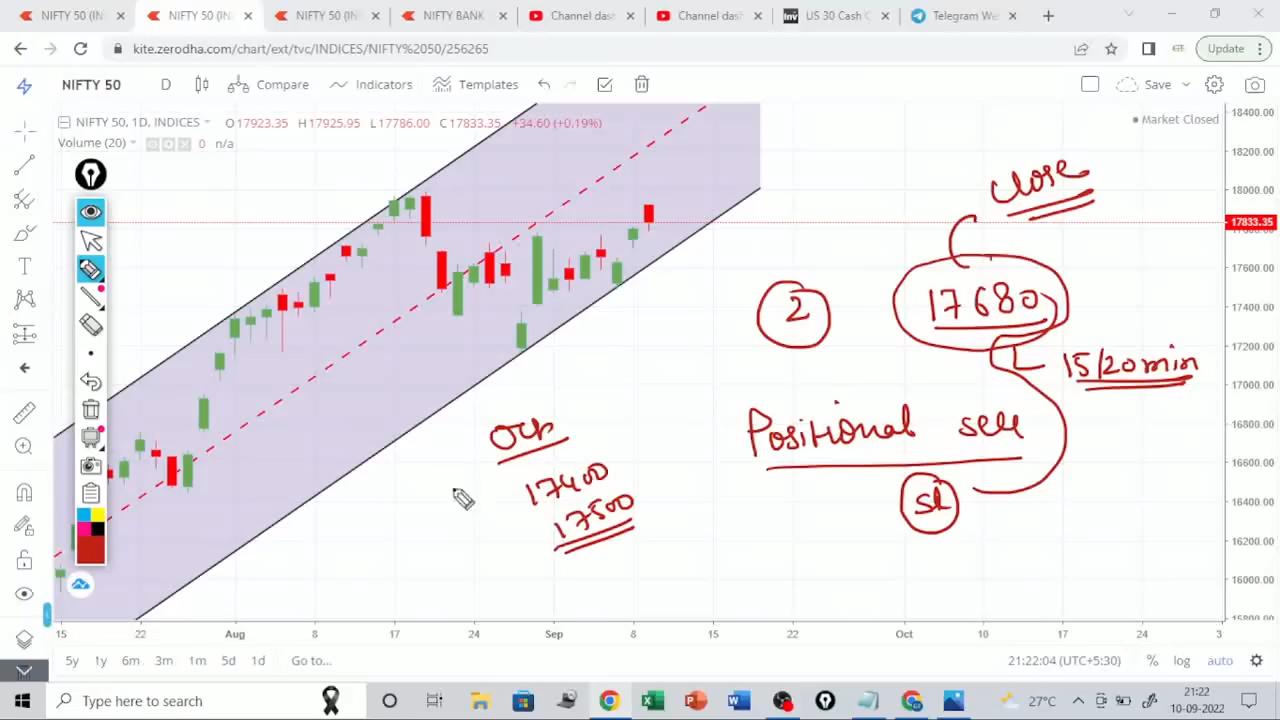 NIFTY 50 (IN
NIFTY 50 (IN
NIFTY 50 (IN
NIFTY BANK
Channel das
Channel das
US 30 Cash C
Telegram We
kite.zerodha.com/chart/ext/tvc/INDICES/NIFTY%2050/256265
Update
NIFTY 50
D
Compare
Indicators
Templates
Save
NIFTY 50, 1D, INDICES
O17923.35 H17925.95 L17786.00 C17833.35 +34.60 (+0.19%)
Market Closed
Volume (20)
0 n/a
18400.00
18200.00
18000.00
17833.35
17800.00
17600.00
17400.00
17200.00
17000.00
16800.00
16600.00
16400.00
16200.00
16000.00
15800.00
close
2
17680
15/20 min
Positional sell
SL
17400
17500
15
22
Aug
8
17
24
Sep
8
15
22
Oct
10
17
24
3
5y
1y
6m
3m
1m
5d
1d
Go to...
21:22:04 (UTC+5:30)
%
log
auto
Type here to search
27°C
21:22
10-09-2022